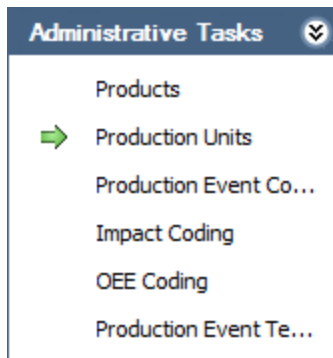 Administrative Tasks
Products
Production Units
Production Event Co...
Impact Coding
OEE Coding
Production Event Te...